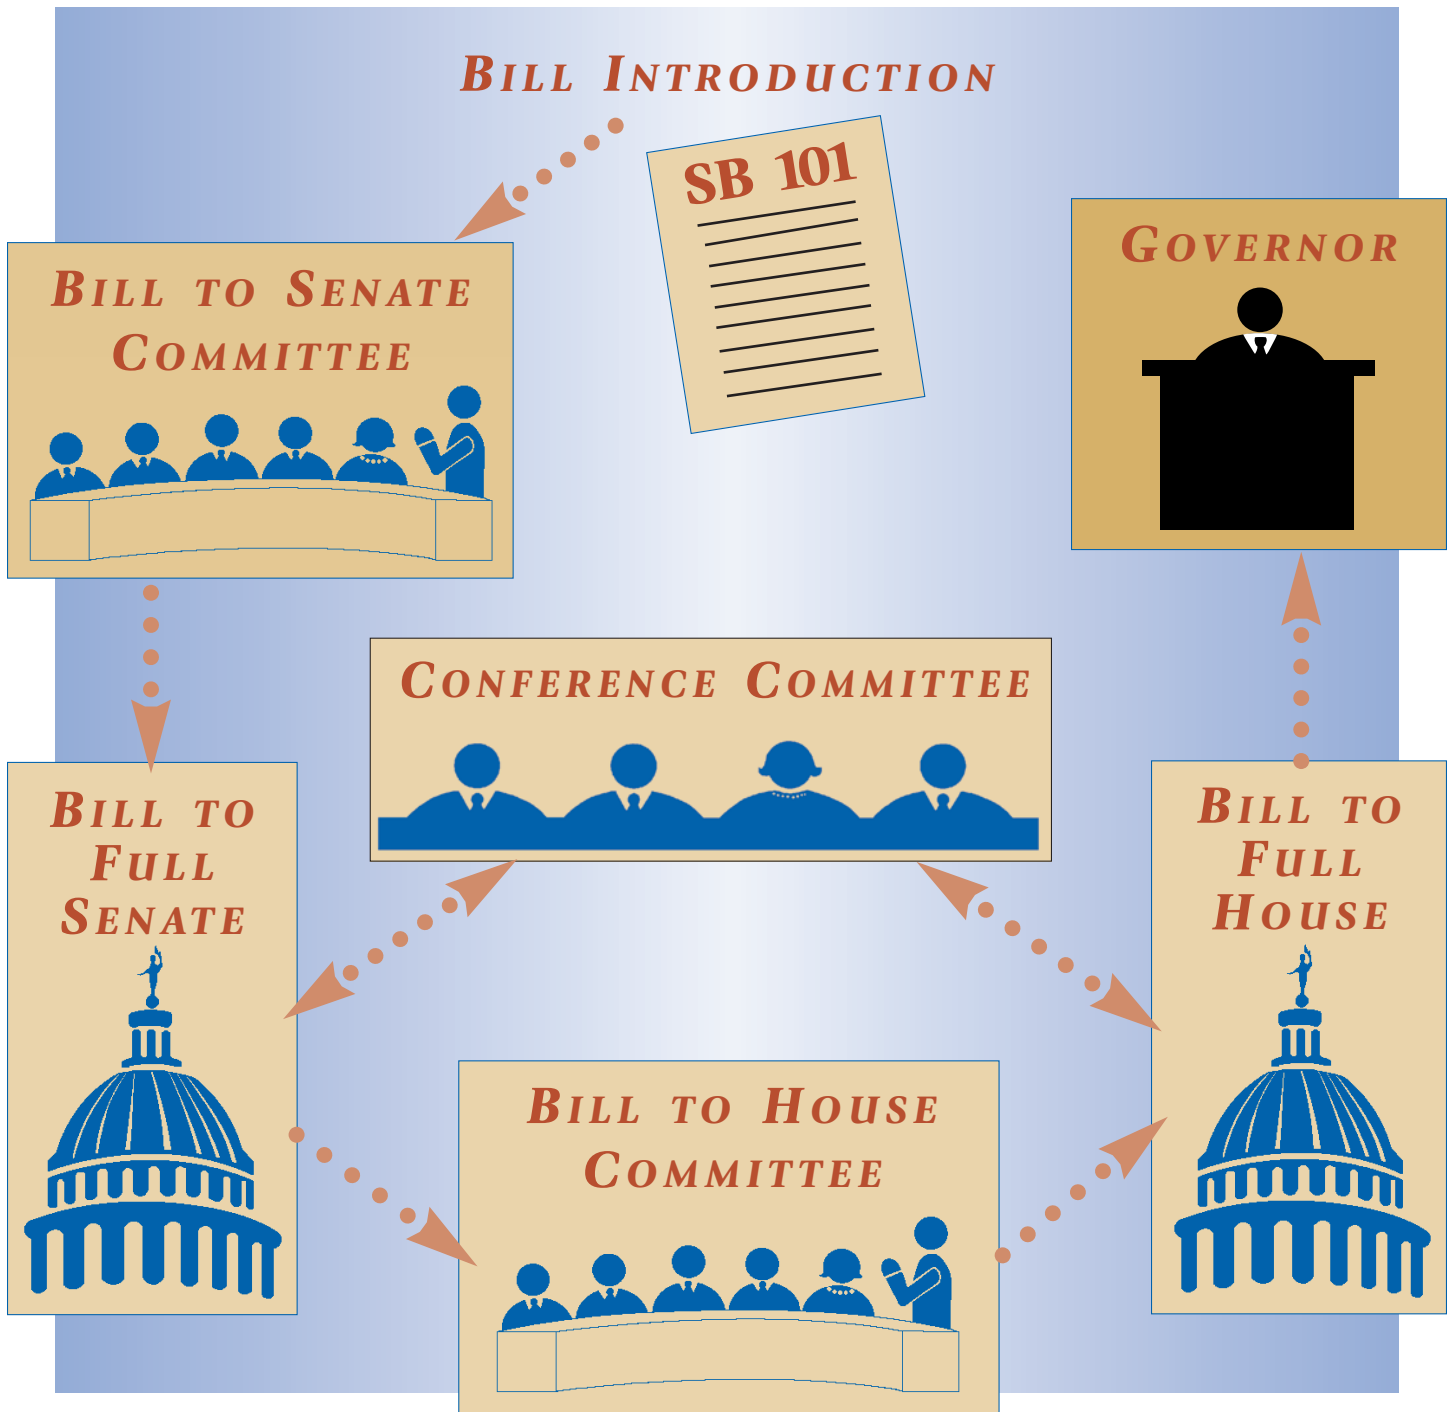 BILL INTRODUCTION
SB 101
GOVERNOR
BILL TO SENATE
COMMITTEE
CONFERENCE COMMITTEE
BILL TO
FULL
SENATE
BILL TO
FULL
HOUSE
BILL TO HOUSE
COMMITTEE